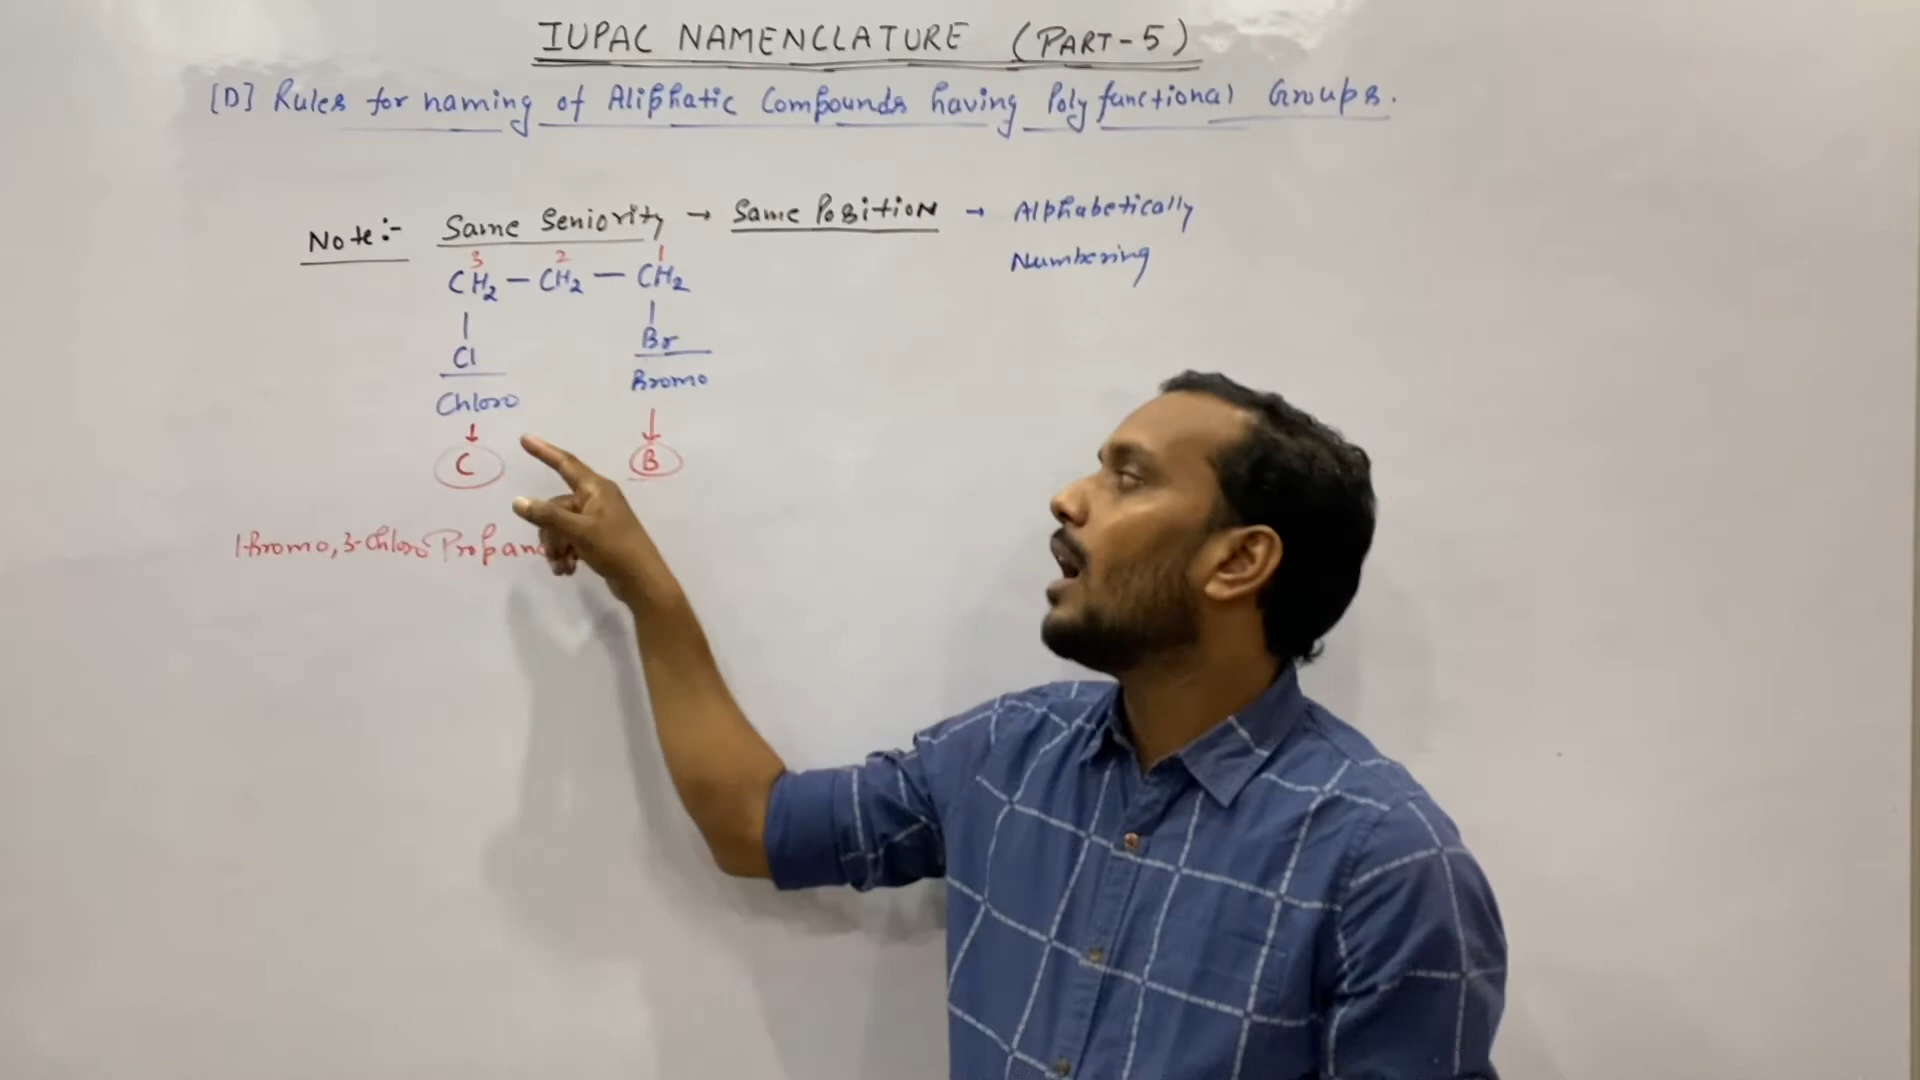 IUPAC NAMENCLATURE (PART-5)
[D] Rules for naming of Aliphatic Compounds having Poly functional Groups.
Note:- Same Seniority → Same Position → Alphabetically
Numbering
3 2 1
CH2 — CH2 — CH2
Cl Br
Chloro Bromo
↓ ↓
C B
1-Bromo, 3-Chloro Propan